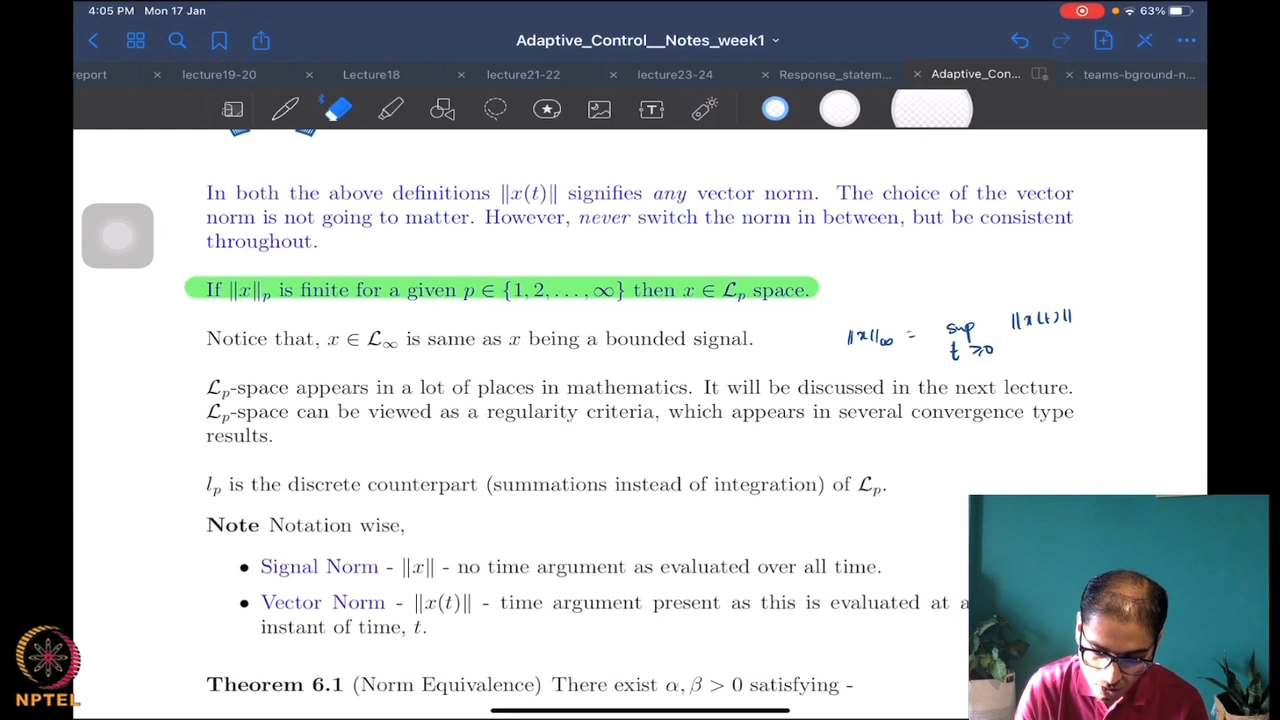 4:05 PM Mon 17 Jan 63%
Adaptive_Control__Notes_week1
report lecture19-20 Lecture18 lecture21-22 lecture23-24 Response_statem... Adaptive_Con... teams-bground-n...
In both the above definitions ∥x(t)∥ signifies any vector norm. The choice of the vector
norm is not going to matter. However, never switch the norm in between, but be consistent
throughout.
If ∥x∥ₚ is finite for a given p ∈ {1, 2, . . . , ∞} then x ∈ ℒₚ space.
Notice that, x ∈ ℒ∞ is same as x being a bounded signal.
∥x∥∞ = sup ∥x(t)∥
t ≥ 0
ℒₚ-space appears in a lot of places in mathematics. It will be discussed in the next lecture.
ℒₚ-space can be viewed as a regularity criteria, which appears in several convergence type
results.
lₚ is the discrete counterpart (summations instead of integration) of ℒₚ.
Note Notation wise,
• Signal Norm - ∥x∥ - no time argument as evaluated over all time.
• Vector Norm - ∥x(t)∥ - time argument present as this is evaluated at a
instant of time, t.
Theorem 6.1 (Norm Equivalence) There exist α, β > 0 satisfying -
NPTEL